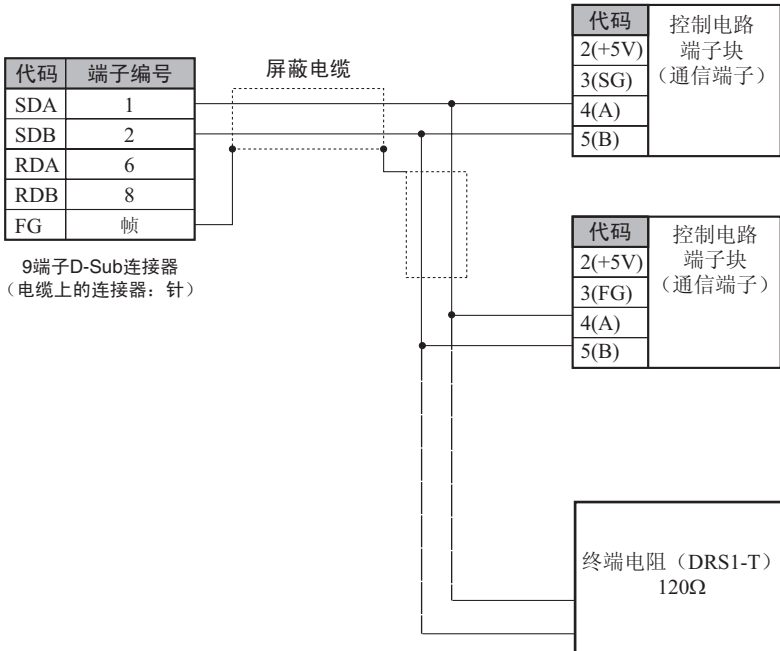 代码 端子编号
SDA 1
SDB 2
RDA 6
RDB 8
FG 帧
9端子D-Sub连接器
（电缆上的连接器：针）
屏蔽电缆
代码
2(+5V)
3(SG)
4(A)
5(B)
控制电路
端子块
（通信端子）
代码
2(+5V)
3(FG)
4(A)
5(B)
控制电路
端子块
（通信端子）
终端电阻（DRS1-T）
120Ω